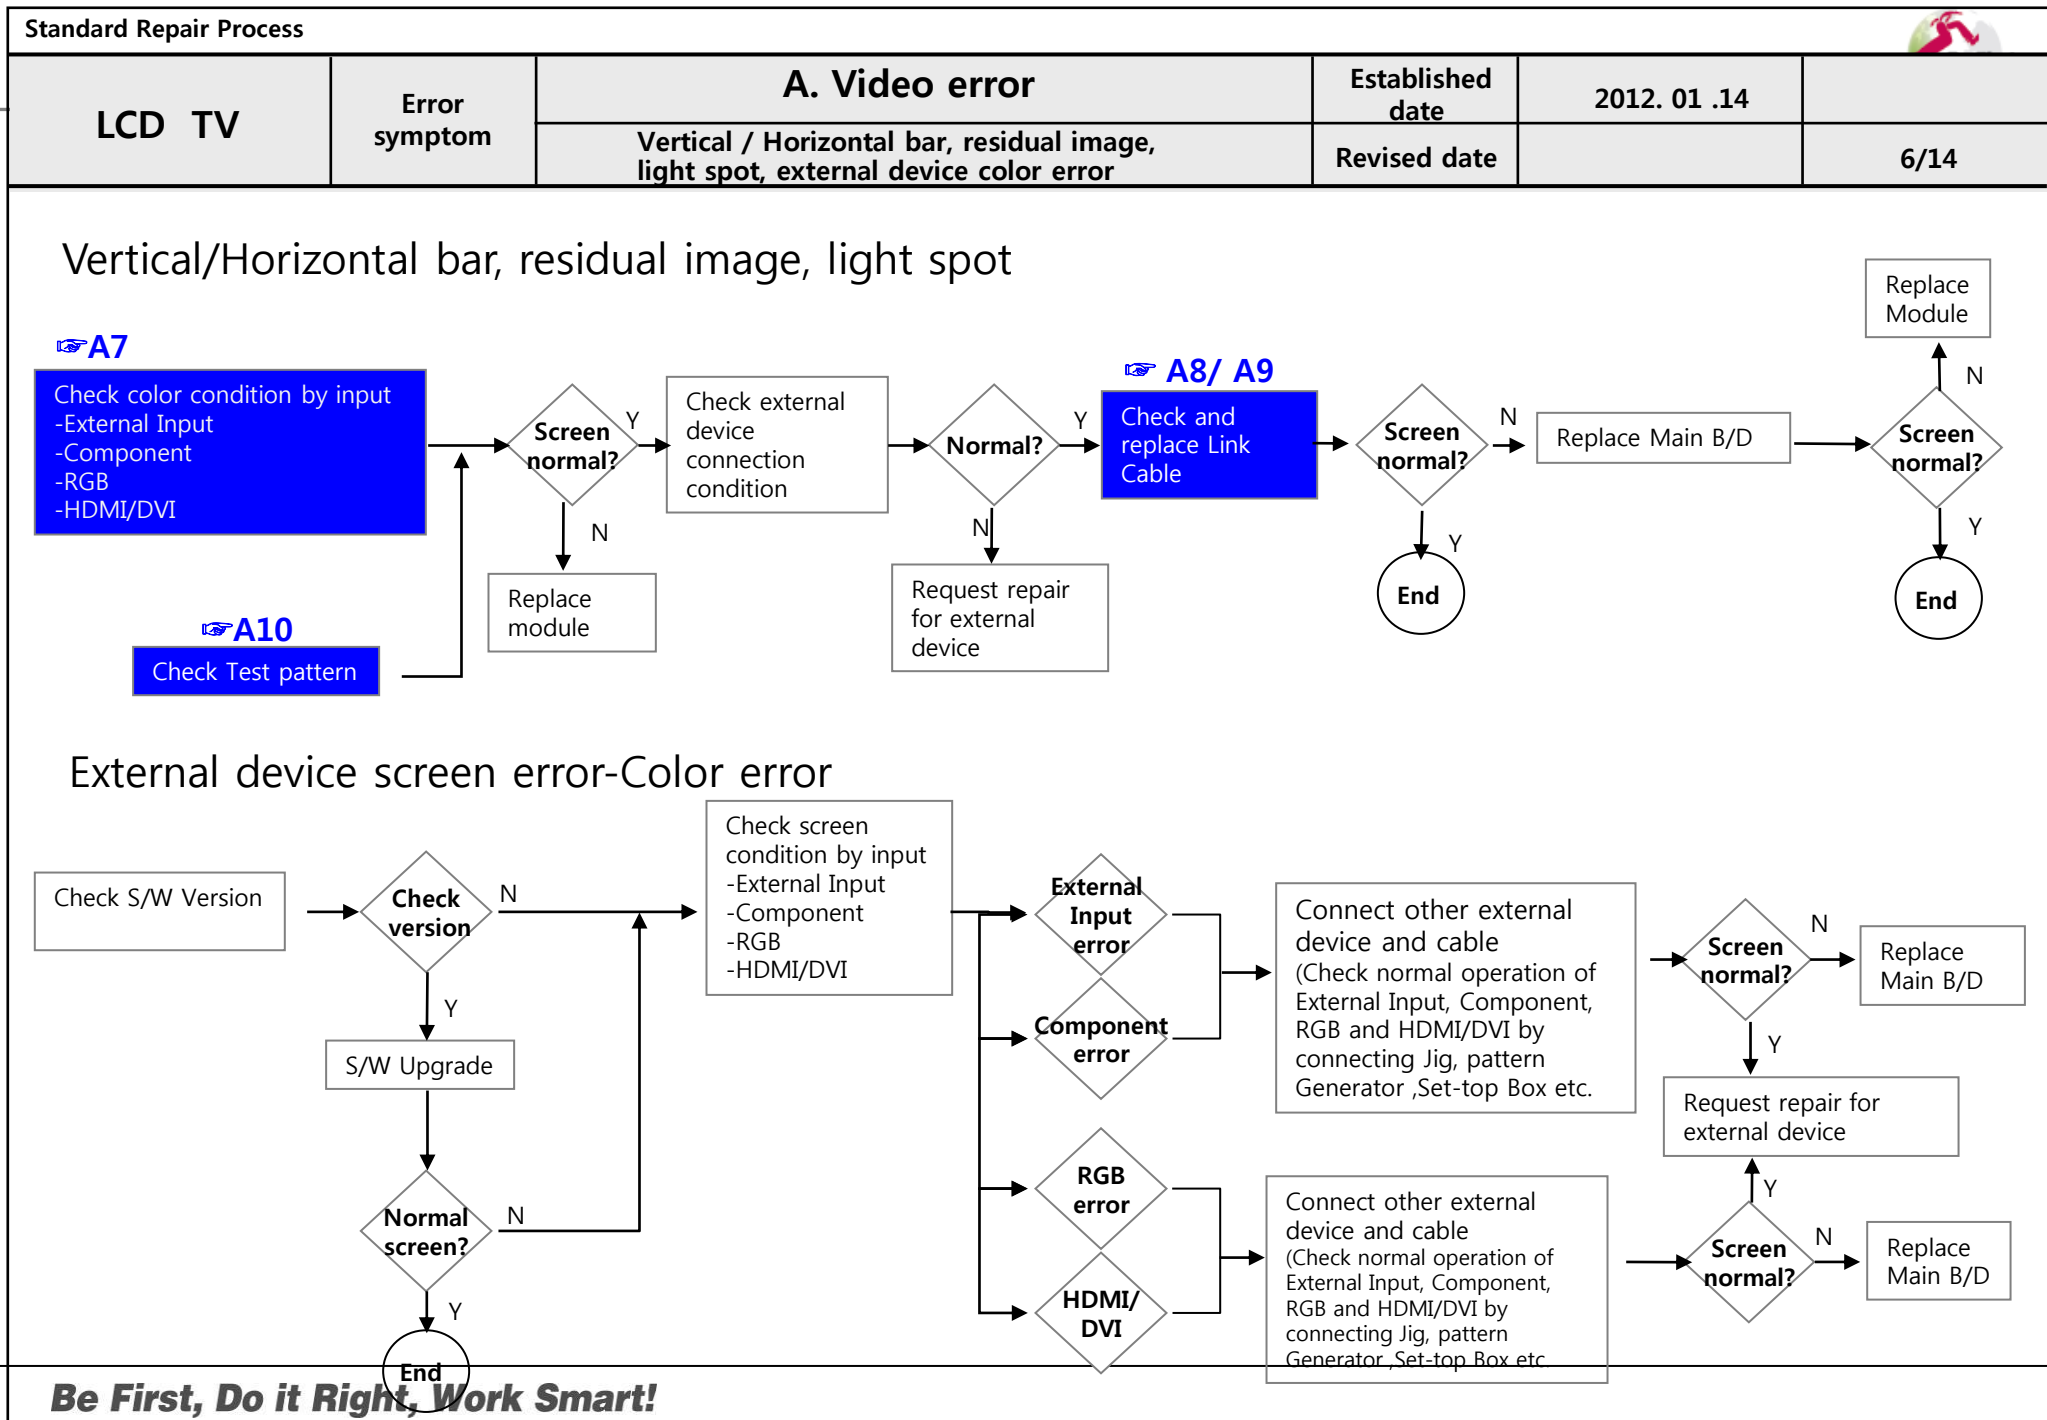 Standard Repair Process
LCD TV
Error
symptom
A. Video error
Vertical / Horizontal bar, residual image,
light spot, external device color error
Established
date
2012. 01 .14
Revised date
6/14
Vertical/Horizontal bar, residual image, light spot
☞A7
Check color condition by input
-External Input
-Component
-RGB
-HDMI/DVI
☞A10
Check Test pattern
Screen
normal?
Y
N
Replace
module
Check external
device
connection
condition
Normal?
Y
N
Request repair
for external
device
☞ A8/ A9
Check and
replace Link
Cable
Screen
normal?
N
Y
End
Replace Main B/D
Screen
normal?
N
Replace
Module
Y
End
External device screen error-Color error
Check S/W Version
Check
version
N
Y
S/W Upgrade
Normal
screen?
N
Y
End
Check screen
condition by input
-External Input
-Component
-RGB
-HDMI/DVI
External
Input
error
Component
error
RGB
error
HDMI/
DVI
Connect other external
device and cable
(Check normal operation of
External Input, Component,
RGB and HDMI/DVI by
connecting Jig, pattern
Generator ,Set-top Box etc.
Screen
normal?
N
Replace
Main B/D
Y
Request repair for
external device
Connect other external
device and cable
(Check normal operation of
External Input, Component,
RGB and HDMI/DVI by
connecting Jig, pattern
Generator ,Set-top Box etc.
Y
Screen
normal?
N
Replace
Main B/D
Be First, Do it Right, Work Smart!